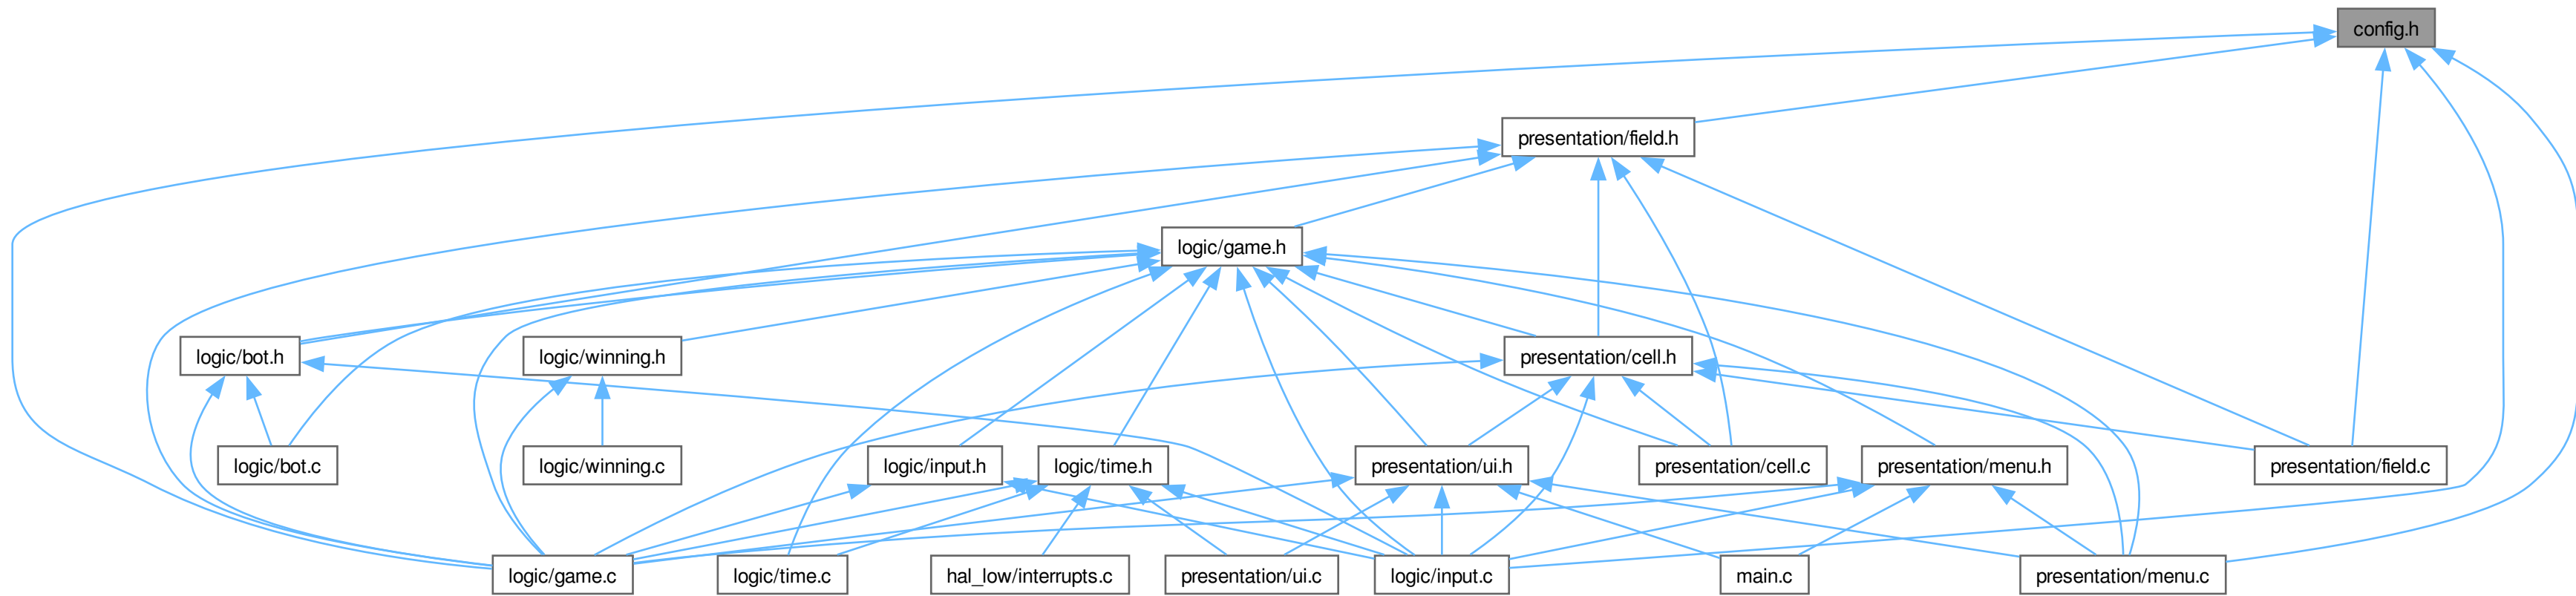 config.h
presentation/field.h
logic/game.h
logic/bot.h
logic/winning.h
presentation/cell.h
logic/bot.c
logic/winning.c
logic/input.h
logic/time.h
presentation/ui.h
presentation/cell.c
presentation/menu.h
presentation/field.c
logic/game.c
logic/time.c
hal_low/interrupts.c
presentation/ui.c
logic/input.c
main.c
presentation/menu.c